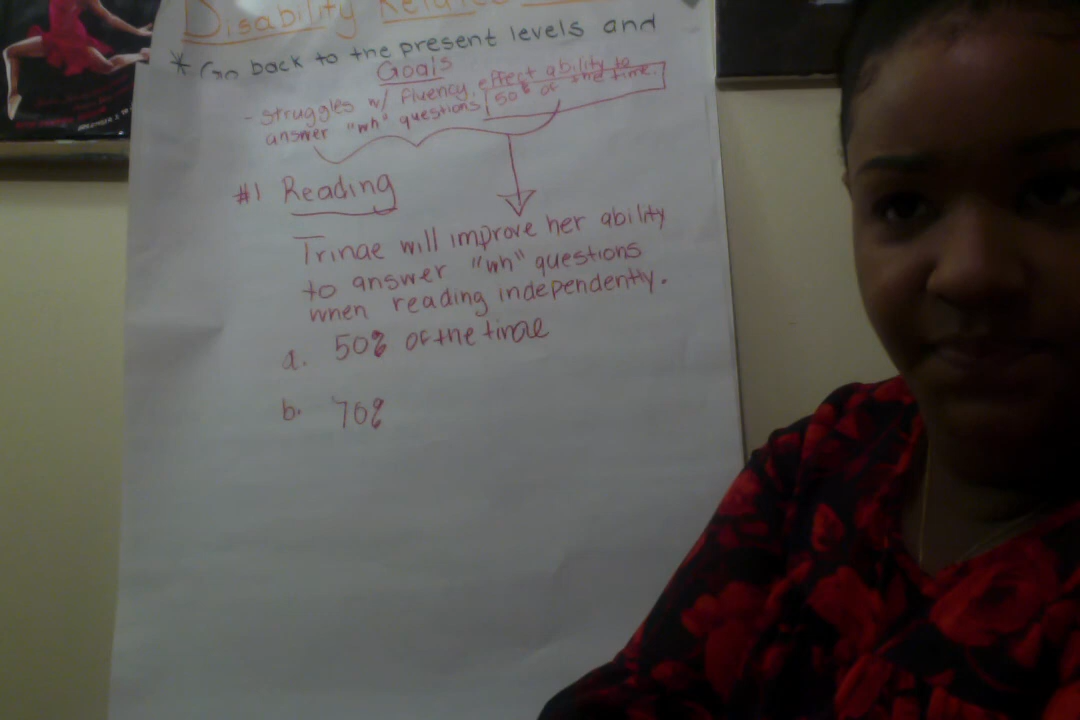 Disability Related
* Go back to the present levels and
Goals
- struggles w/ fluency, effect ability to
answer "wh" questions 50% of the time.
#1 Reading
Trinae will improve her ability
to answer "wh" questions
when reading independently.
a. 50% of the time
b. 70%